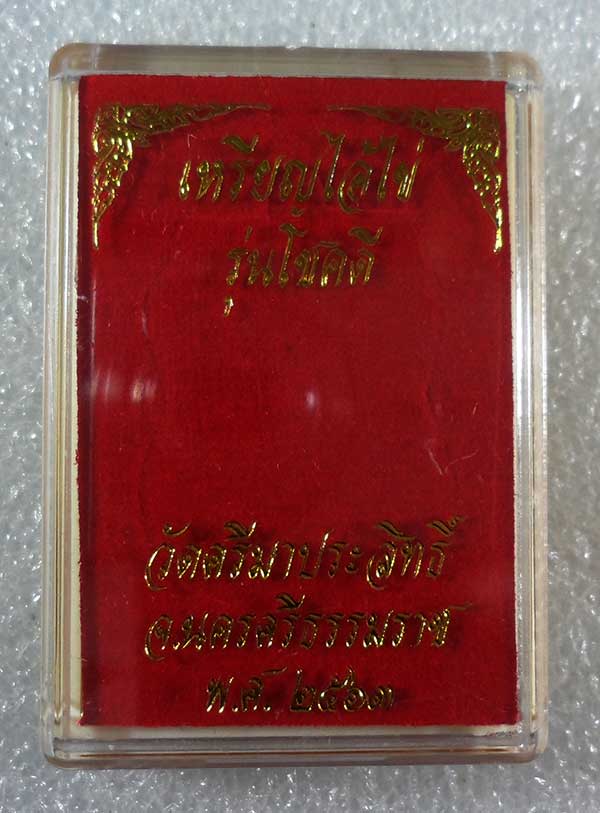 เหรียญไอ้ไข่
รุ่นโชคดี
วัดศรีมาประสิทธิ์
จ.นครศรีธรรมราช
พ.ศ. ๒๕๖๓